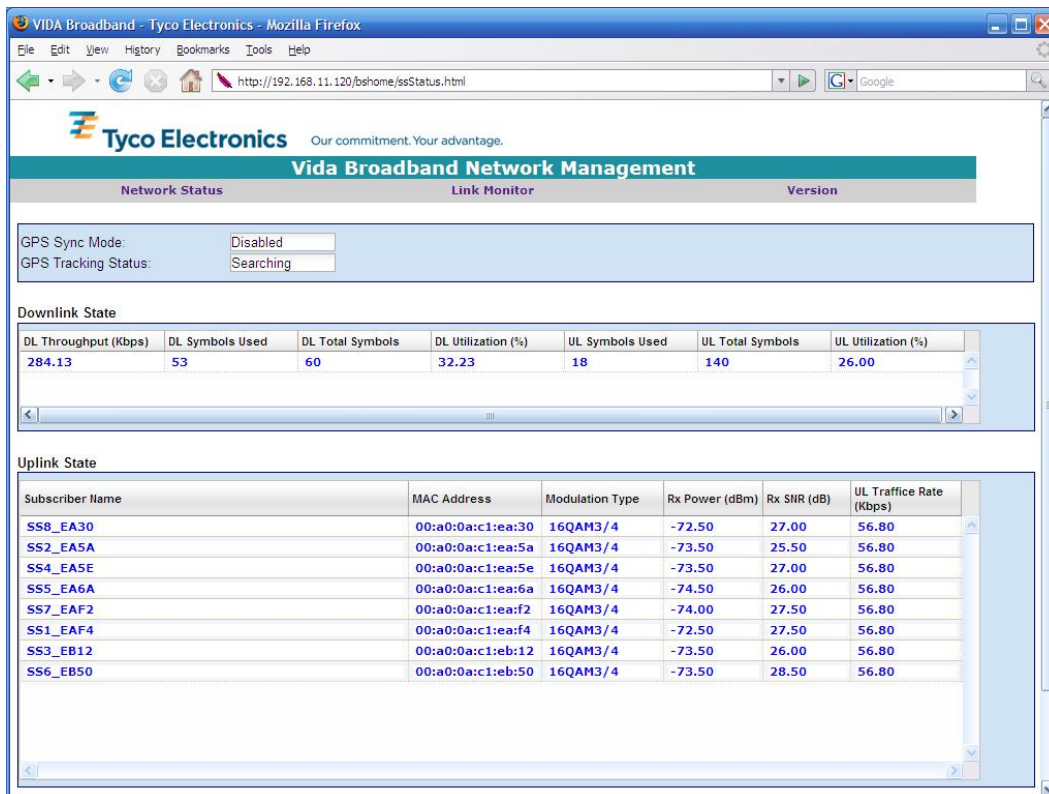 VIDA Broadband - Tyco Electronics - Mozilla Firefox
File Edit View History Bookmarks Tools Help
http://192.168.11.120/bshome/ssStatus.html
G Google
Tyco Electronics Our commitment. Your advantage.
Vida Broadband Network Management
Network Status Link Monitor Version
GPS Sync Mode: Disabled
GPS Tracking Status: Searching
Downlink State
DL Throughput (Kbps) DL Symbols Used DL Total Symbols DL Utilization (%) UL Symbols Used UL Total Symbols UL Utilization (%)
284.13 53 60 32.23 18 140 26.00
Uplink State
Subscriber Name MAC Address Modulation Type Rx Power (dBm) Rx SNR (dB) UL Traffice Rate (Kbps)
SS8_EA30 00:a0:0a:c1:ea:30 16QAM3/4 -72.50 27.00 56.80
SS2_EA5A 00:a0:0a:c1:ea:5a 16QAM3/4 -73.50 25.50 56.80
SS4_EA5E 00:a0:0a:c1:ea:5e 16QAM3/4 -73.50 27.00 56.80
SS5_EA6A 00:a0:0a:c1:ea:6a 16QAM3/4 -74.50 26.00 56.80
SS7_EAF2 00:a0:0a:c1:ea:f2 16QAM3/4 -74.00 27.50 56.80
SS1_EAF4 00:a0:0a:c1:ea:f4 16QAM3/4 -72.50 27.50 56.80
SS3_EB12 00:a0:0a:c1:eb:12 16QAM3/4 -73.50 26.00 56.80
SS6_EB50 00:a0:0a:c1:eb:50 16QAM3/4 -73.50 28.50 56.80